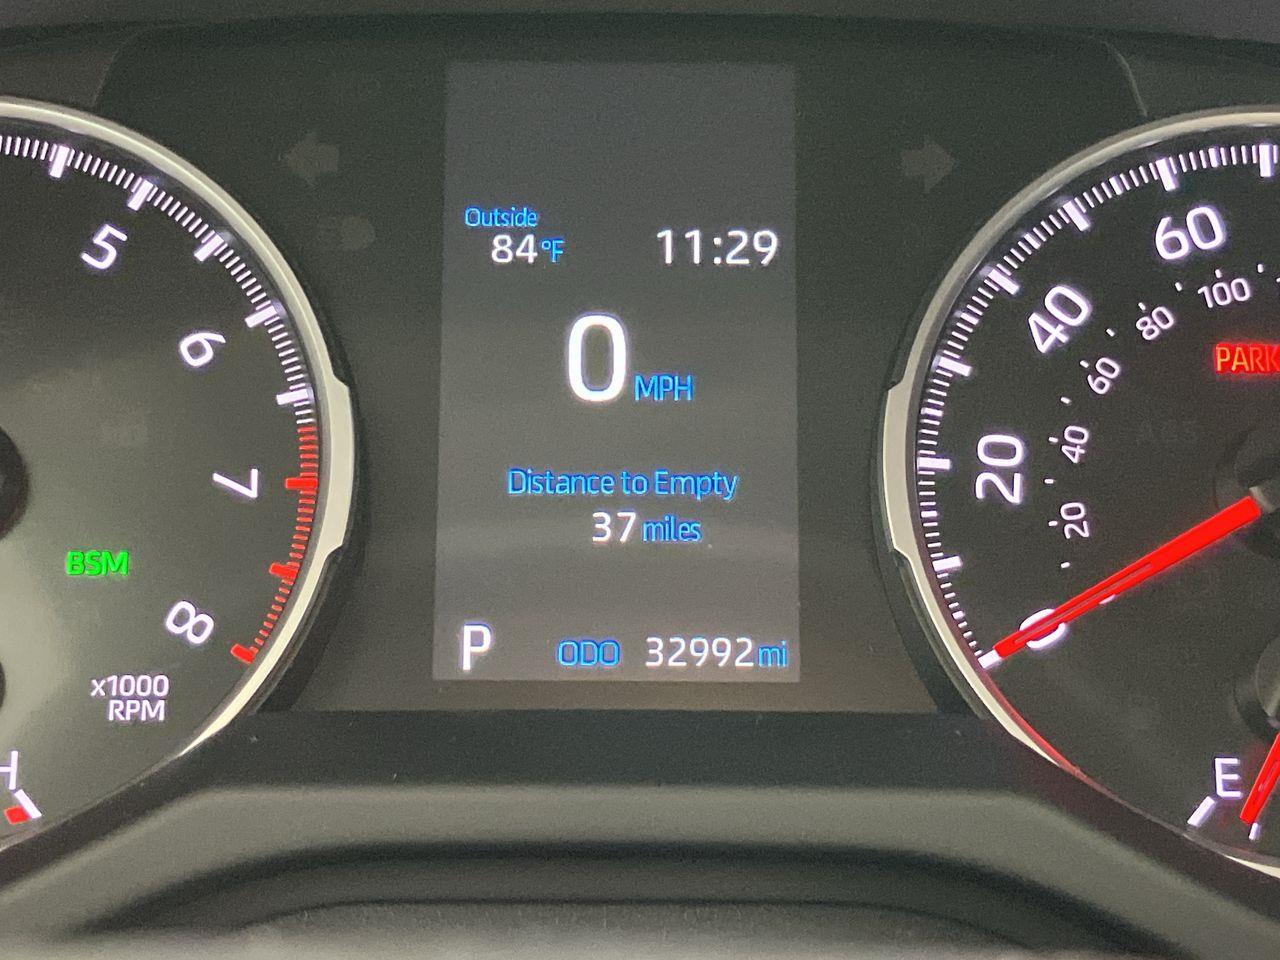 5
6
7
8
BSM
x1000
RPM
H
Outside
84°F
11:29
0 MPH
Distance to Empty
37 miles
P
ODO 32992 mi
0
20
40
60
20
40
60
80
100
PARK
E